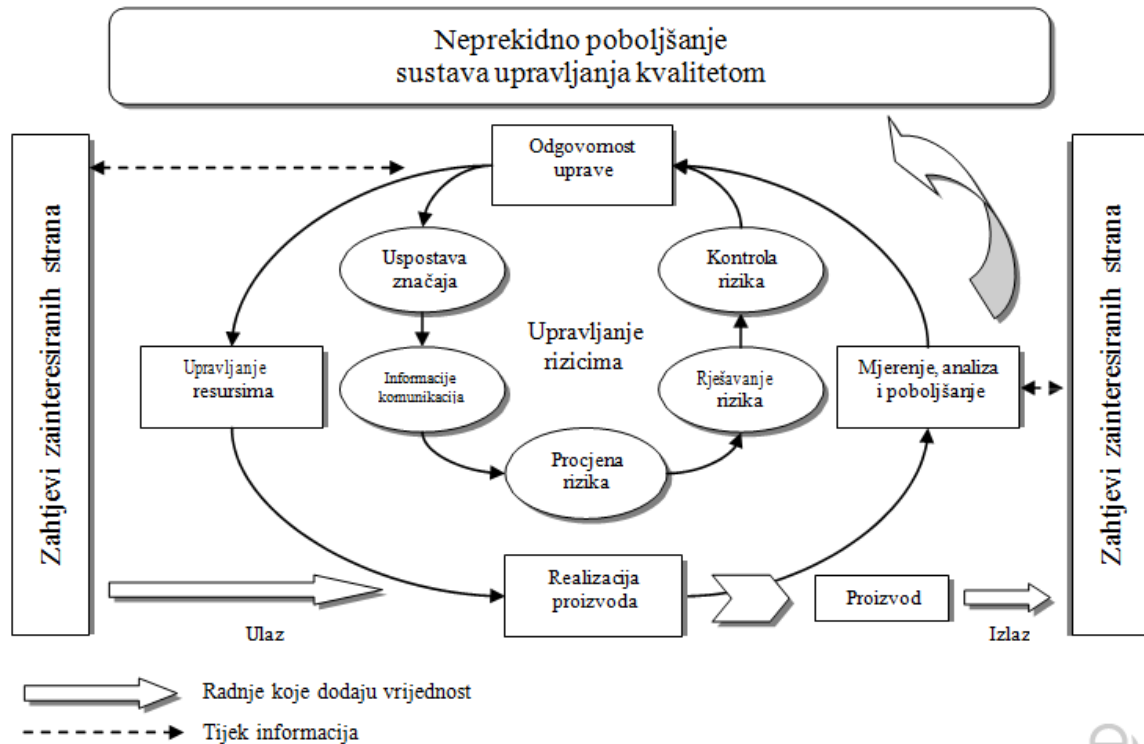 Neprekidno poboljšanje
sustava upravljanja kvalitetom
Zahtjevi zainteresiranih strana
Odgovornost
uprave
Uspostava
značaja
Kontrola
rizika
Upravljanje
rizicima
Upravljanje
resursima
Informacije
komunikacija
Rješavanje
rizika
Mjerenje, analiza
i poboljšanje
Procjena
rizika
Realizacija
proizvoda
Proizvod
Ulaz
Izlaz
Zahtjevi zainteresiranih strana
Radnje koje dodaju vrijednost
Tijek informacija